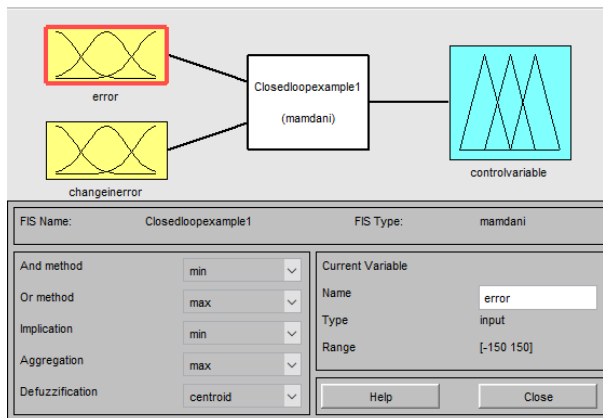 error
Closedloopexample1
(mamdani)
changeinerror
controlvariable
FIS Name: Closedloopexample1 FIS Type: mamdani
And method min
Or method max
Implication min
Aggregation max
Defuzzification centroid
Current Variable
Name error
Type input
Range [-150 150]
Help Close